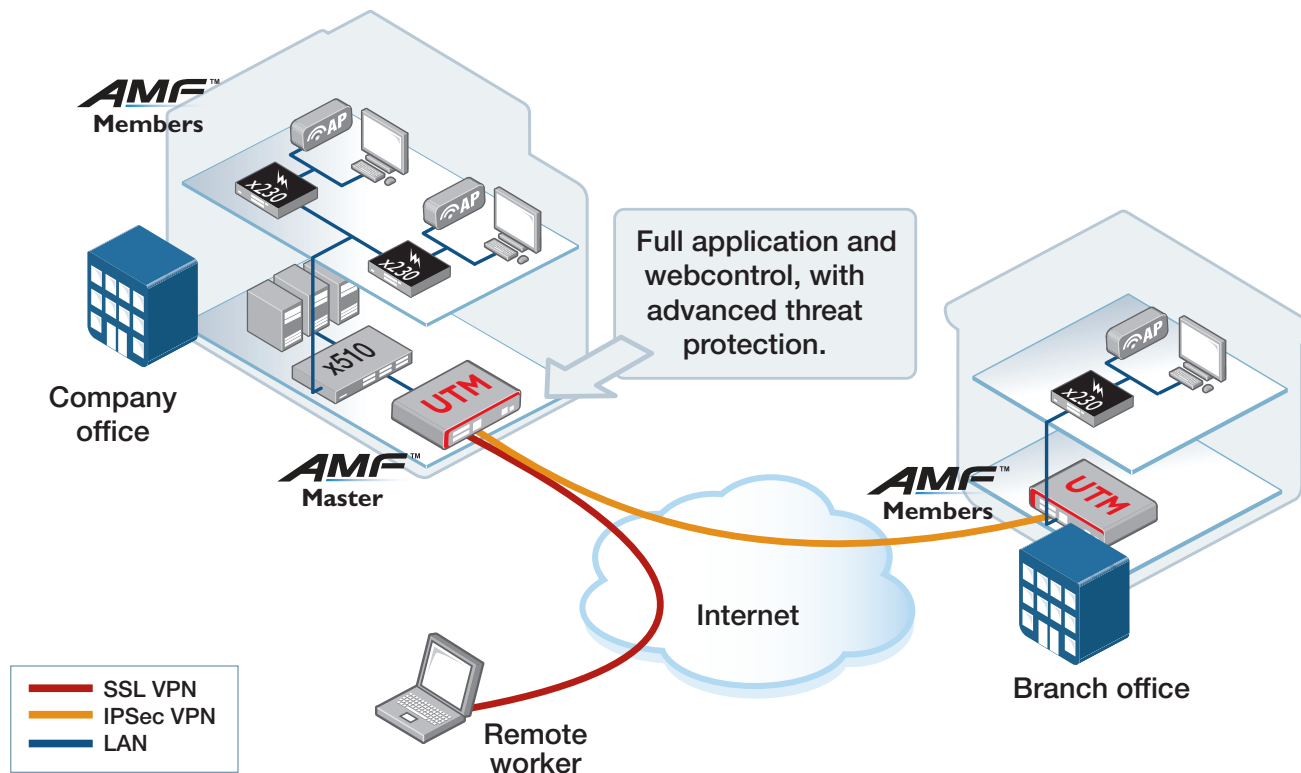 AMF™
Members
AP
x230
AP
x230
Full application and
webcontrol, with
advanced threat
protection.
x510
UTM
Company
office
AMF™
Master
AP
x230
AMF™
Members
UTM
Internet
Branch office
Remote
worker
SSL VPN
IPSec VPN
LAN